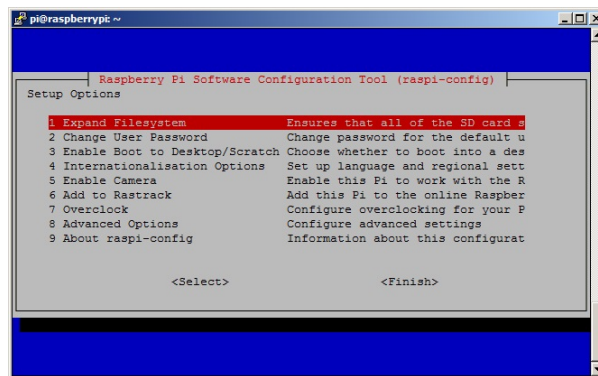 pi@raspberrypi: ~
Raspberry Pi Software Configuration Tool (raspi-config)
Setup Options
1 Expand Filesystem Ensures that all of the SD card s
2 Change User Password Change password for the default u
3 Enable Boot to Desktop/Scratch Choose whether to boot into a des
4 Internationalisation Options Set up language and regional sett
5 Enable Camera Enable this Pi to work with the R
6 Add to Rastrack Add this Pi to the online Raspber
7 Overclock Configure overclocking for your P
8 Advanced Options Configure advanced settings
9 About raspi-config Information about this configurat
<Select> <Finish>